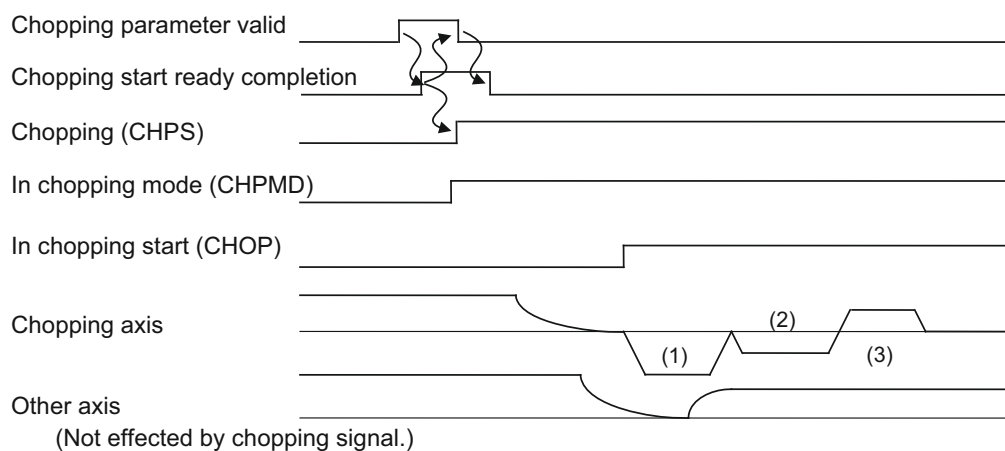 Chopping parameter valid
Chopping start ready completion
Chopping (CHPS)
In chopping mode (CHPMD)
In chopping start (CHOP)
Chopping axis
(1)
(2)
(3)
Other axis
(Not effected by chopping signal.)